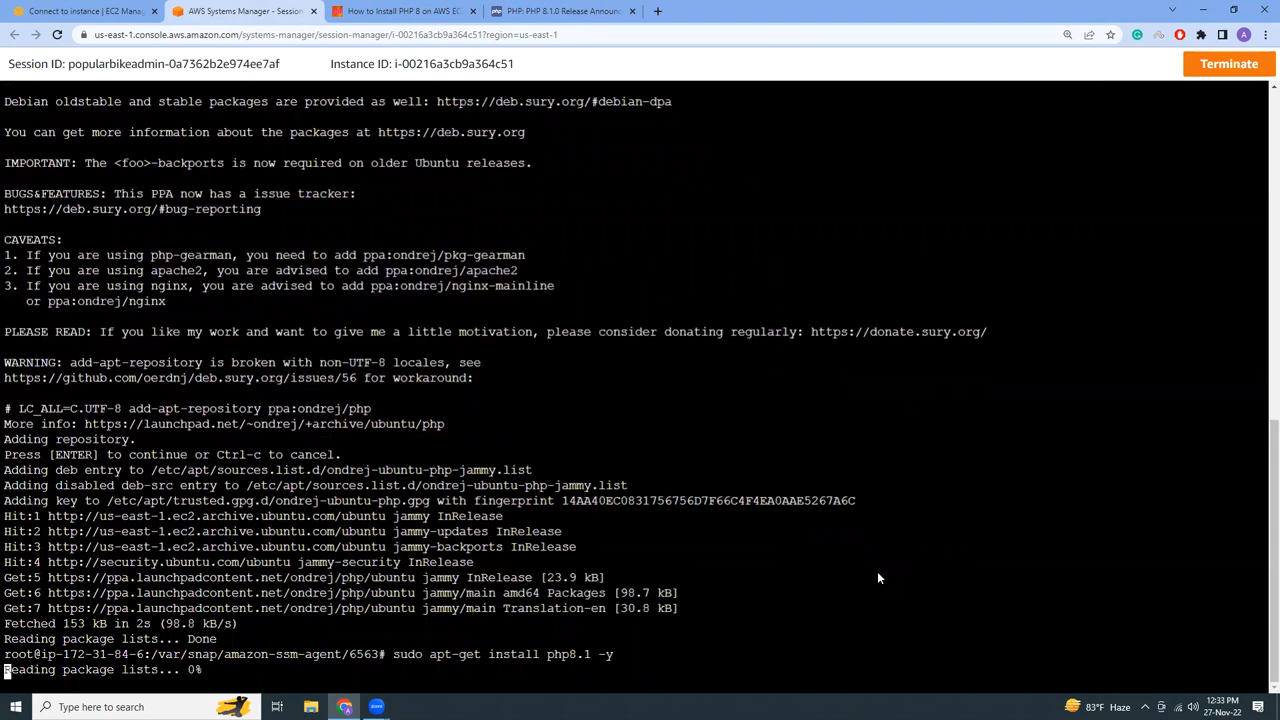 Connect to instance | EC2 Manag
AWS Systems Manager - Session
How to Install PHP 8 on AWS EC
PHP: PHP 8.1.0 Release Announc
us-east-1.console.aws.amazon.com/systems-manager/session-manager/i-00216a3cb9a364c51?region=us-east-1
Session ID: popularbikeadmin-0a7362b2e974ee7af
Instance ID: i-00216a3cb9a364c51
Terminate
Debian oldstable and stable packages are provided as well: https://deb.sury.org/#debian-dpa
You can get more information about the packages at https://deb.sury.org
IMPORTANT: The <foo>-backports is now required on older Ubuntu releases.
BUGS&FEATURES: This PPA now has a issue tracker:
https://deb.sury.org/#bug-reporting
CAVEATS:
1. If you are using php-gearman, you need to add ppa:ondrej/pkg-gearman
2. If you are using apache2, you are advised to add ppa:ondrej/apache2
3. If you are using nginx, you are advised to add ppa:ondrej/nginx-mainline
or ppa:ondrej/nginx
PLEASE READ: If you like my work and want to give me a little motivation, please consider donating regularly: https://donate.sury.org/
WARNING: add-apt-repository is broken with non-UTF-8 locales, see
https://github.com/oerdnj/deb.sury.org/issues/56 for workaround:
# LC_ALL=C.UTF-8 add-apt-repository ppa:ondrej/php
More info: https://launchpad.net/~ondrej/+archive/ubuntu/php
Adding repository.
Press [ENTER] to continue or Ctrl-c to cancel.
Adding deb entry to /etc/apt/sources.list.d/ondrej-ubuntu-php-jammy.list
Adding disabled deb-src entry to /etc/apt/sources.list.d/ondrej-ubuntu-php-jammy.list
Adding key to /etc/apt/trusted.gpg.d/ondrej-ubuntu-php.gpg with fingerprint 14AA40EC0831756756D7F66C4F4EA0AAE5267A6C
Hit:1 http://us-east-1.ec2.archive.ubuntu.com/ubuntu jammy InRelease
Hit:2 http://us-east-1.ec2.archive.ubuntu.com/ubuntu jammy-updates InRelease
Hit:3 http://us-east-1.ec2.archive.ubuntu.com/ubuntu jammy-backports InRelease
Hit:4 http://security.ubuntu.com/ubuntu jammy-security InRelease
Get:5 https://ppa.launchpadcontent.net/ondrej/php/ubuntu jammy InRelease [23.9 kB]
Get:6 https://ppa.launchpadcontent.net/ondrej/php/ubuntu jammy/main amd64 Packages [98.7 kB]
Get:7 https://ppa.launchpadcontent.net/ondrej/php/ubuntu jammy/main Translation-en [30.8 kB]
Fetched 153 kB in 2s (98.8 kB/s)
Reading package lists... Done
root@ip-172-31-84-6:/var/snap/amazon-ssm-agent/6563# sudo apt-get install php8.1 -y
Reading package lists... 0%
Type here to search
83°F Haze
12:33 PM
27-Nov-22